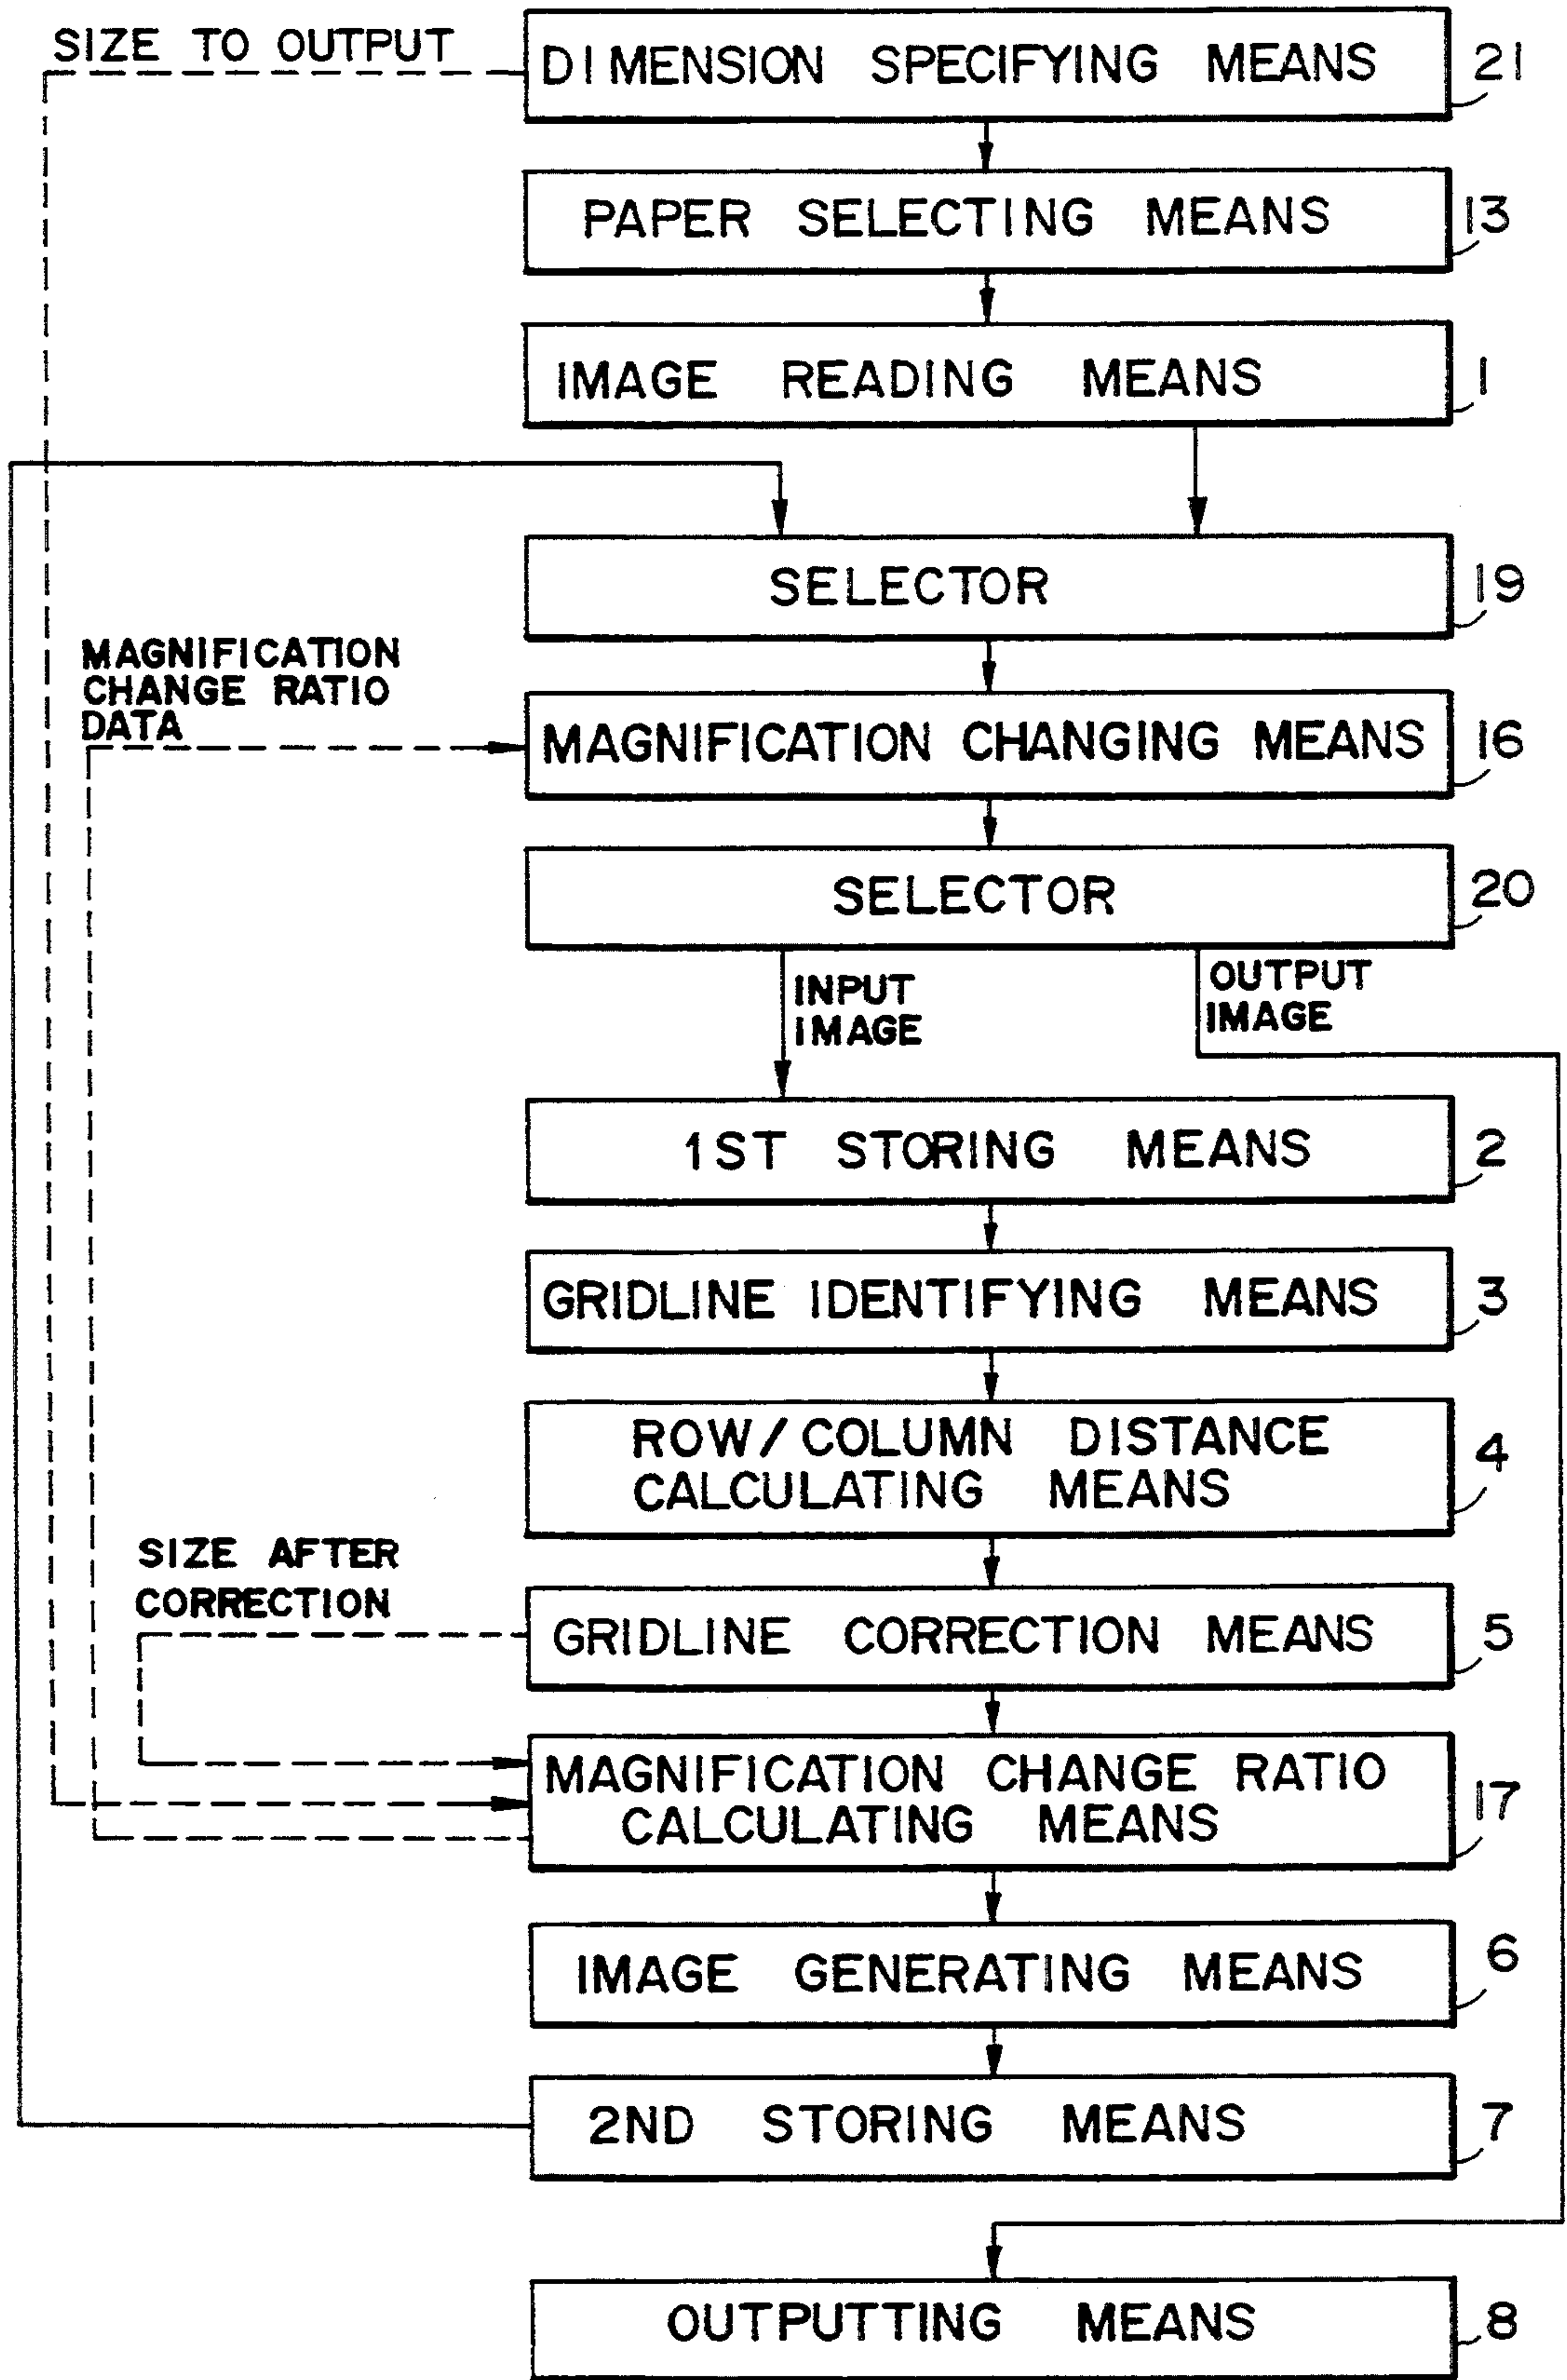 SIZE TO OUTPUT
DIMENSION SPECIFYING MEANS
21
PAPER SELECTING MEANS
13
IMAGE READING MEANS
1
SELECTOR
19
MAGNIFICATION
CHANGE RATIO
DATA
MAGNIFICATION CHANGING MEANS
16
SELECTOR
20
INPUT
IMAGE
OUTPUT
IMAGE
1ST STORING MEANS
2
GRIDLINE IDENTIFYING MEANS
3
ROW/COLUMN DISTANCE
CALCULATING MEANS
4
SIZE AFTER
CORRECTION
GRIDLINE CORRECTION MEANS
5
MAGNIFICATION CHANGE RATIO
CALCULATING MEANS
17
IMAGE GENERATING MEANS
6
2ND STORING MEANS
7
OUTPUTTING MEANS
8